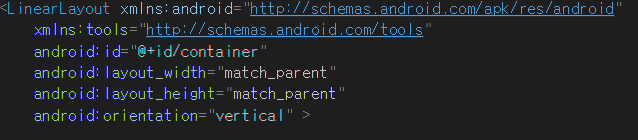 <LinearLayout xmlns:android="http://schemas.android.com/apk/res/android"
xmlns:tools="http://schemas.android.com/tools"
android:id="@+id/container"
android:layout_width="match_parent"
android:layout_height="match_parent"
android:orientation="vertical" >